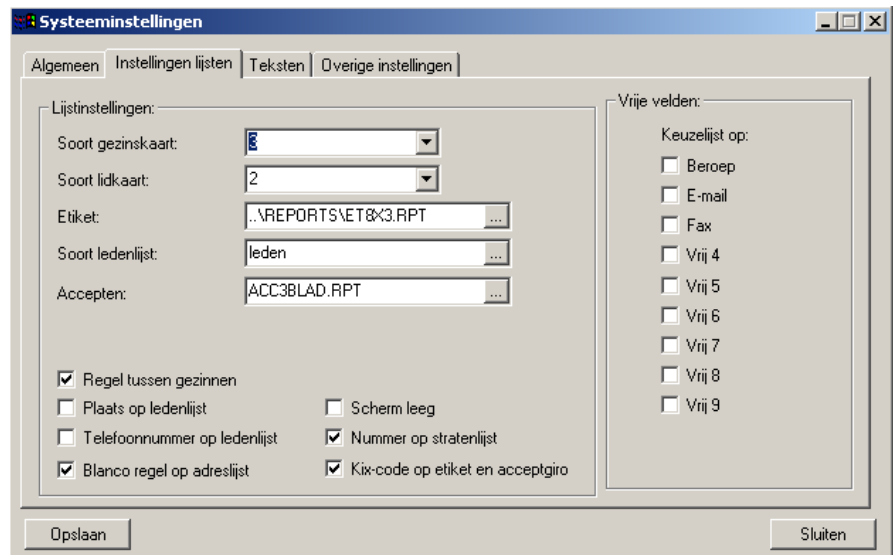 Systeeminstellingen
Algemeen
Instellingen lijsten
Teksten
Overige instellingen
Lijstinstellingen:
Soort gezinskaart: 3
Soort lidkaart: 2
Etiket: ..\REPORTS\ET8X3.RPT ...
Soort ledenlijst: leden ...
Accepten: ACC3BLAD.RPT ...
Regel tussen gezinnen
Plaats op ledenlijst
Scherm leeg
Telefoonnummer op ledenlijst
Nummer op stratenlijst
Blanco regel op adreslijst
Kix-code op etiket en acceptgiro
Vrije velden:
Keuzelijst op:
Beroep
E-mail
Fax
Vrij 4
Vrij 5
Vrij 6
Vrij 7
Vrij 8
Vrij 9
Opslaan
Sluiten